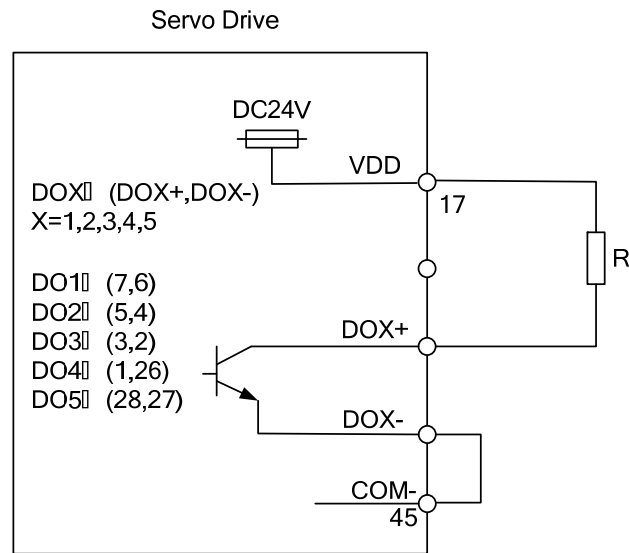 Servo Drive
DC24V
VDD
17
DOX (DOX+,DOX-)
X=1,2,3,4,5
R
DO1 (7,6)
DO2 (5,4)
DO3 (3,2)
DO4 (1,26)
DO5 (28,27)
DOX+
DOX-
COM-
45